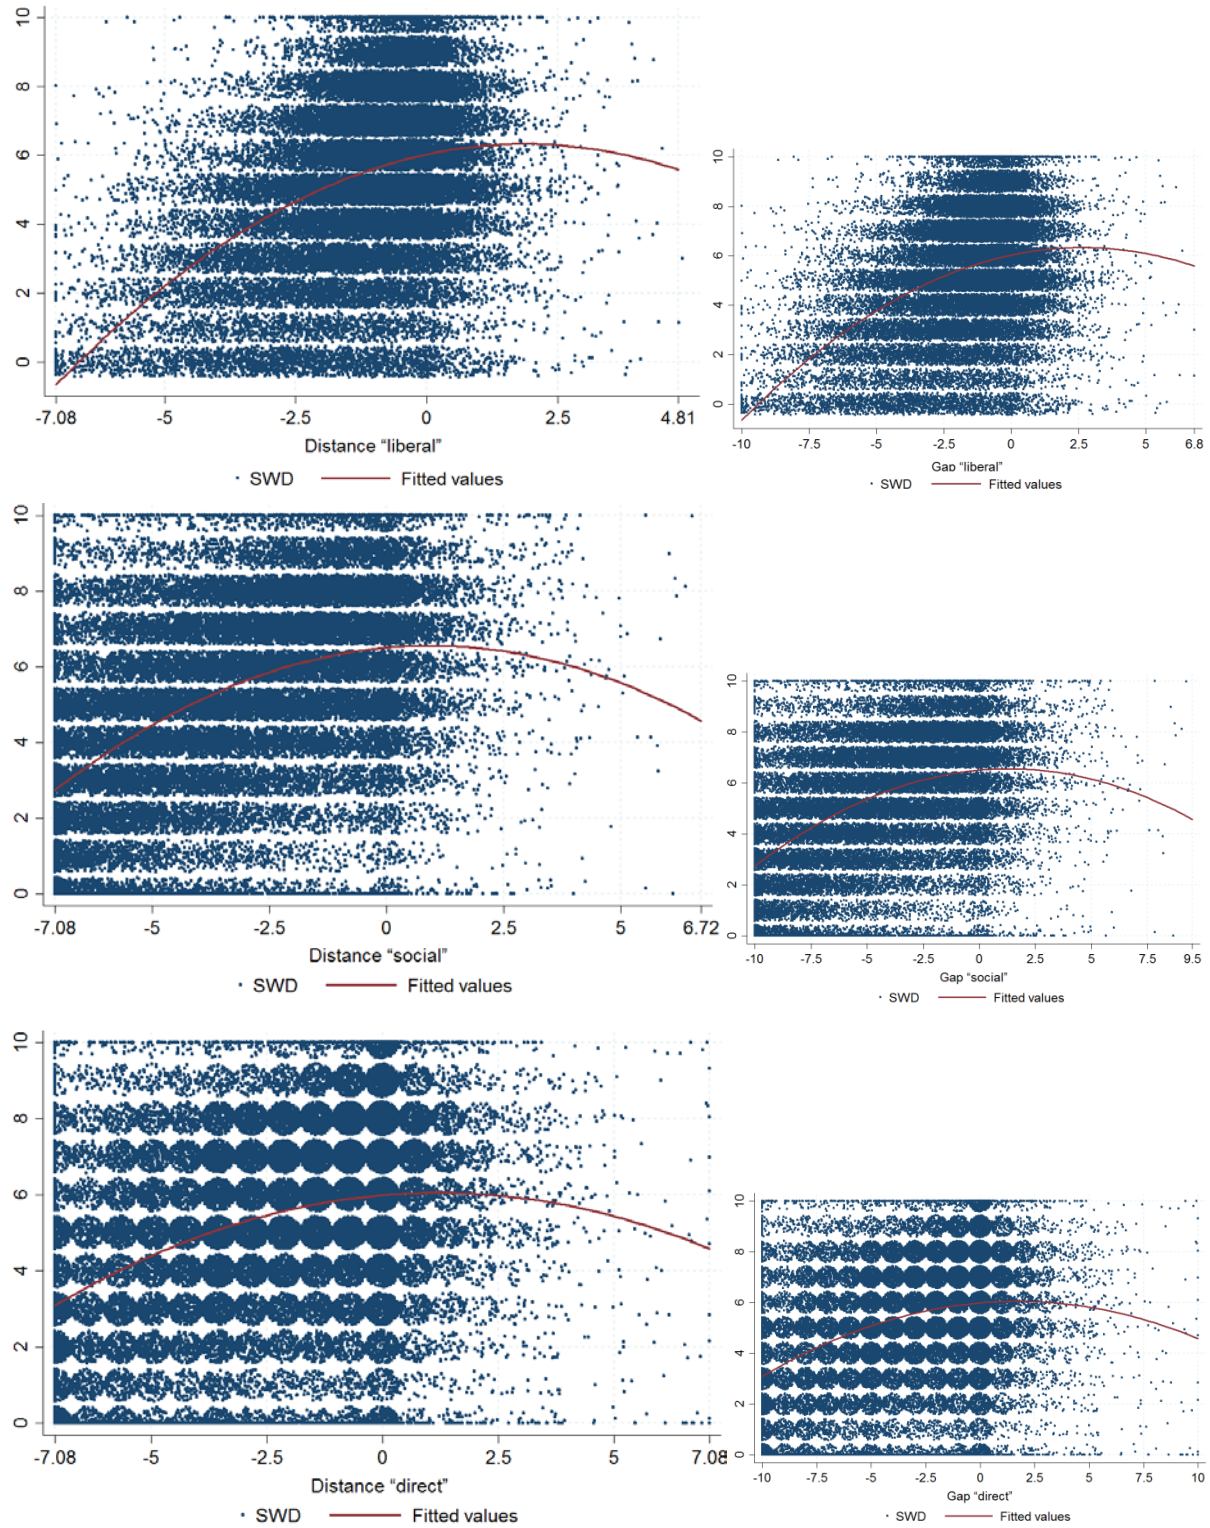 10
8
6
4
2
0
-7.08 -5 -2.5 0 2.5 4.81
Distance “liberal”
SWD Fitted values
10
8
6
4
2
0
-10 -7.5 -5 -2.5 0 2.5 5 6.8
Gap “liberal”
SWD Fitted values
10
8
6
4
2
0
-7.08 -5 -2.5 0 2.5 5 6.72
Distance “social”
SWD Fitted values
10
8
6
4
2
0
-10 -7.5 -5 -2.5 0 2.5 5 7.5 9.5
Gap “social”
SWD Fitted values
10
8
6
4
2
0
-7.08 -5 -2.5 0 2.5 5 7.08
Distance “direct”
SWD Fitted values
10
8
6
4
2
0
-10 -7.5 -5 -2.5 0 2.5 5 7.5 10
Gap “direct”
SWD Fitted values